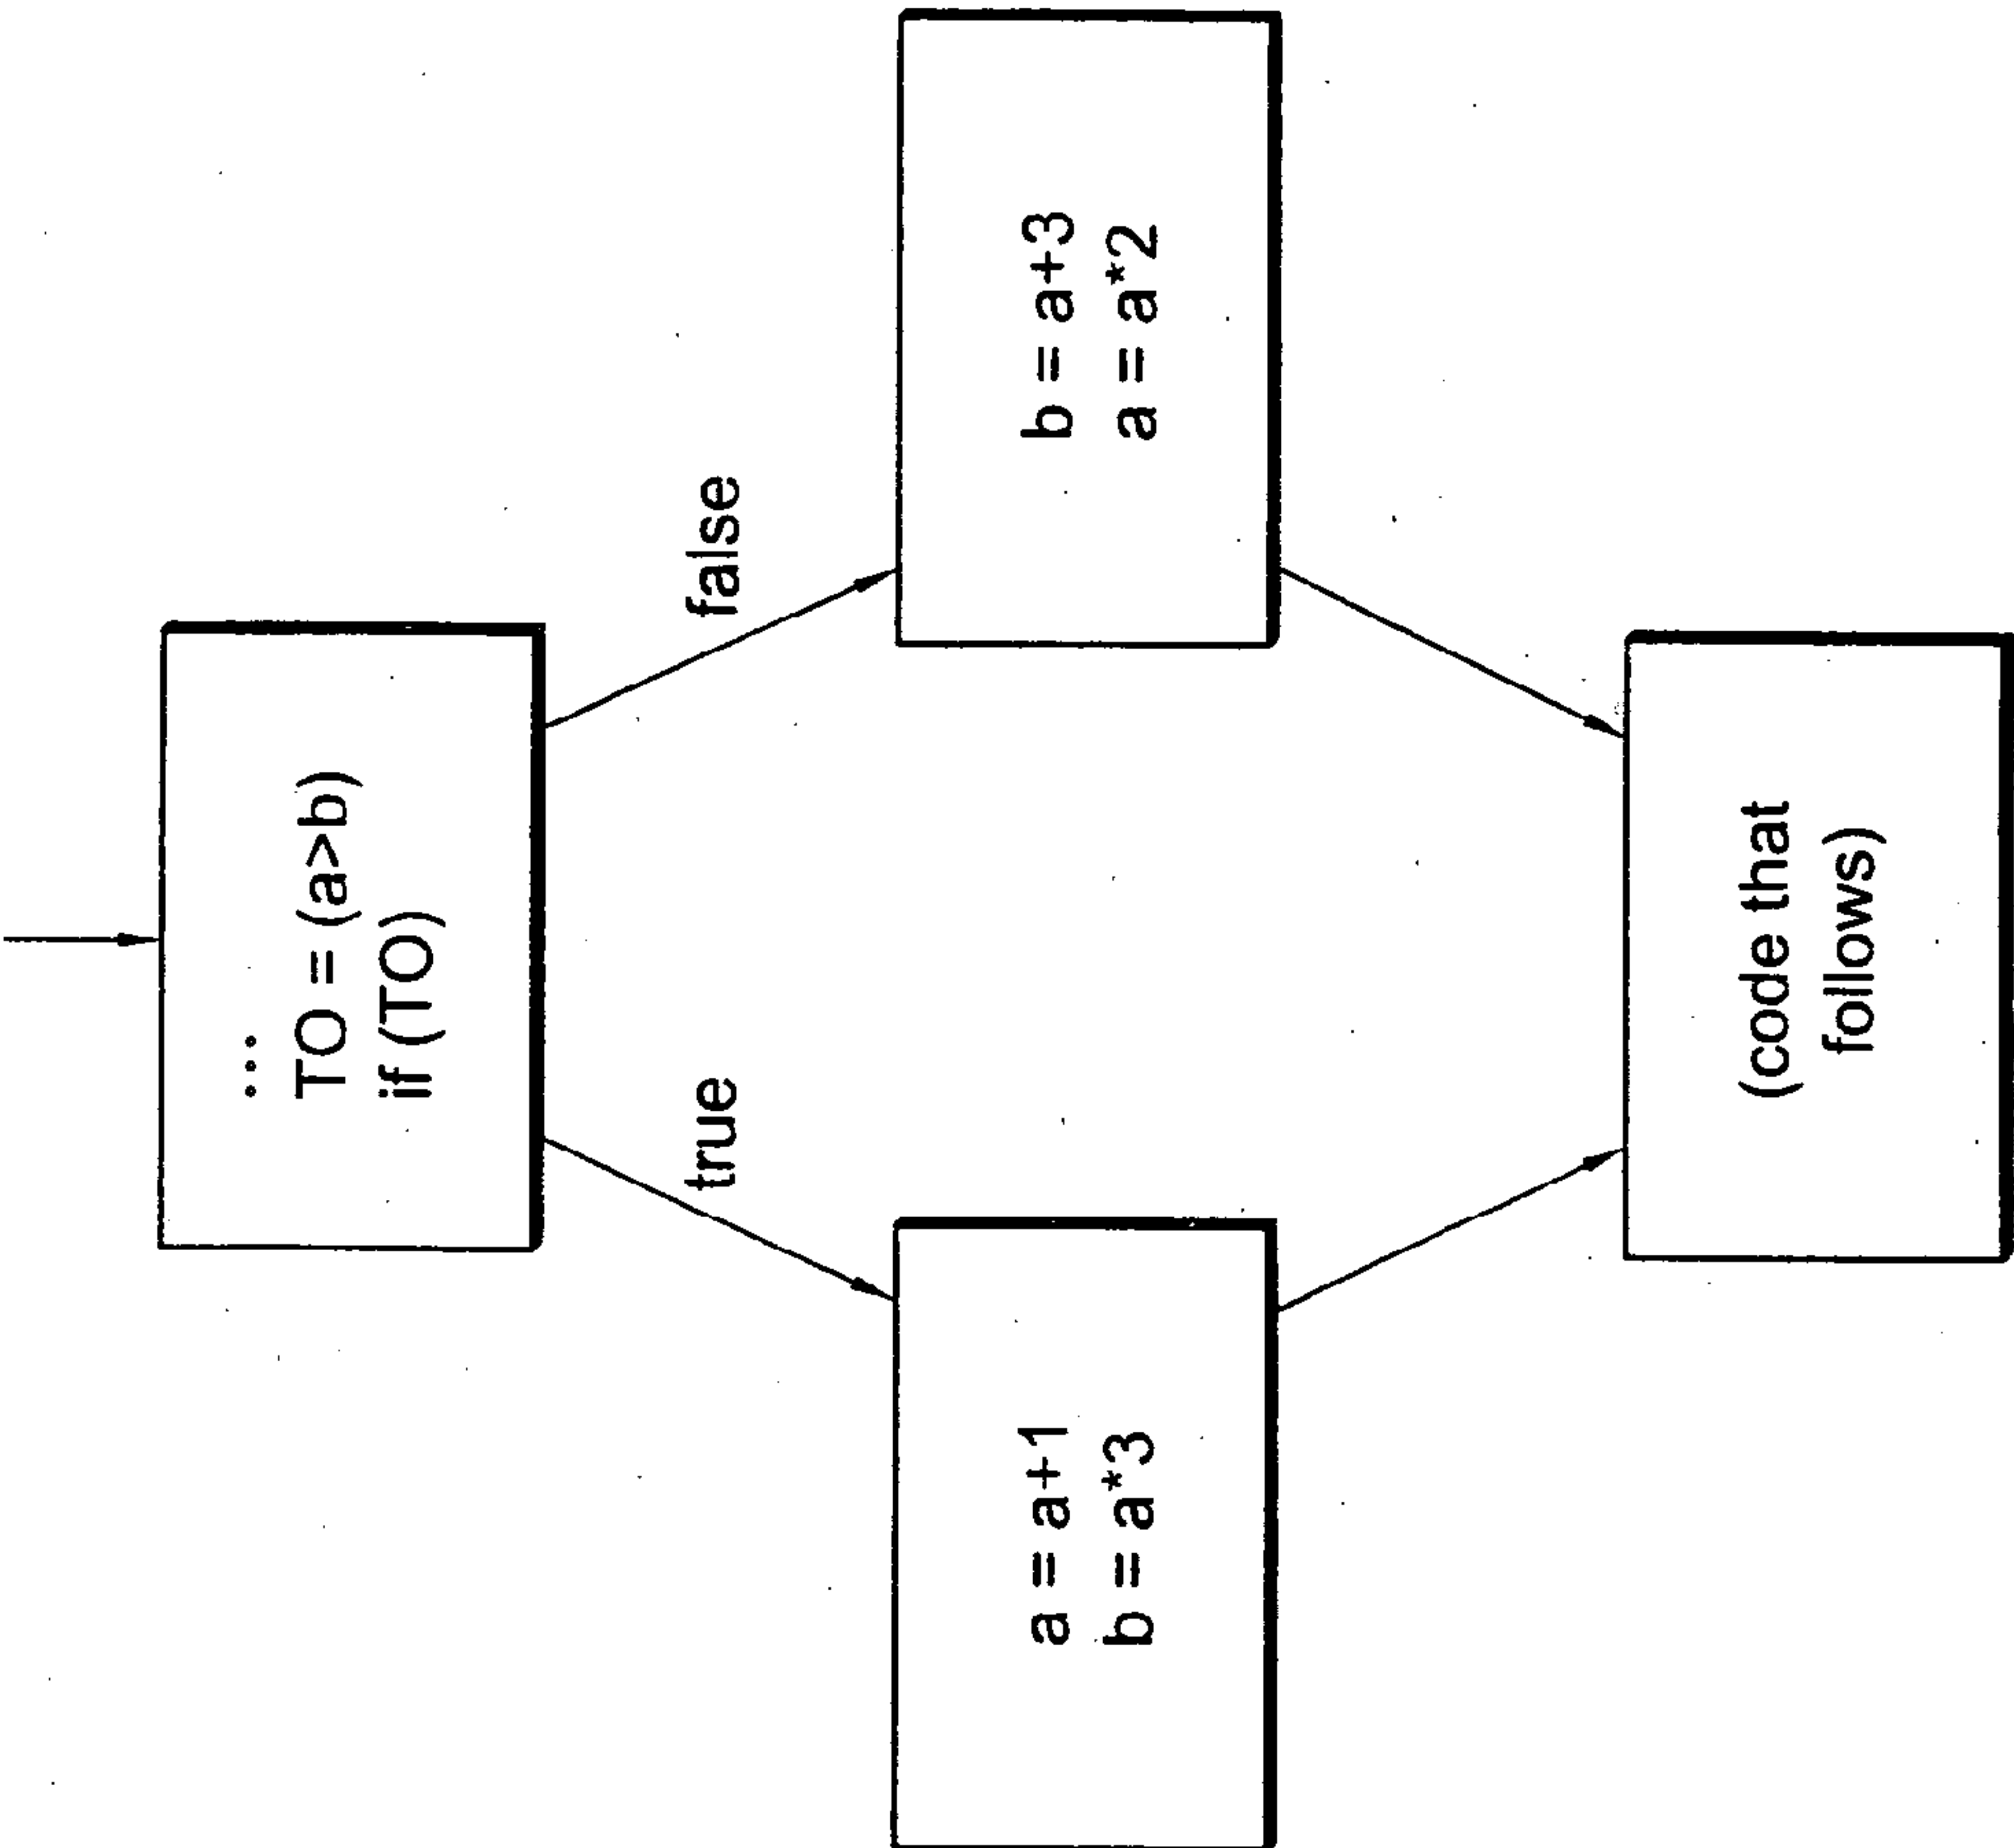 ...
TO = (a>b)
if (TO)
true
false
a = a+1
b = a*3
b = a+3
a = a*2
(code that
follows)